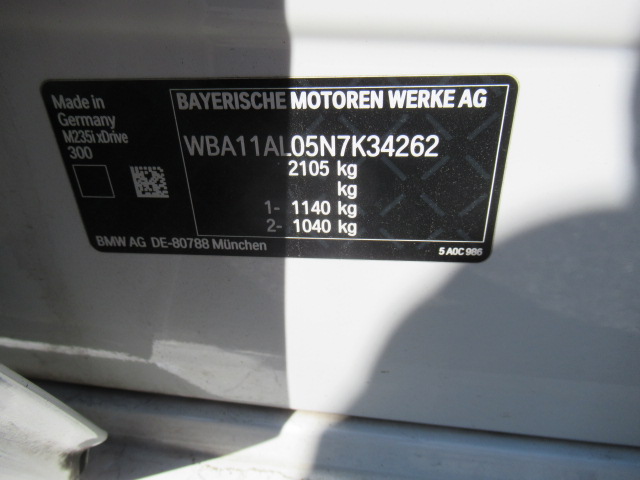 Made in
Germany
M235i xDrive
300
BAYERISCHE MOTOREN WERKE AG
WBA11AL05N7K34262
2105 kg
kg
1- 1140 kg
2- 1040 kg
BMW AG DE-80788 München
5 A0C 986